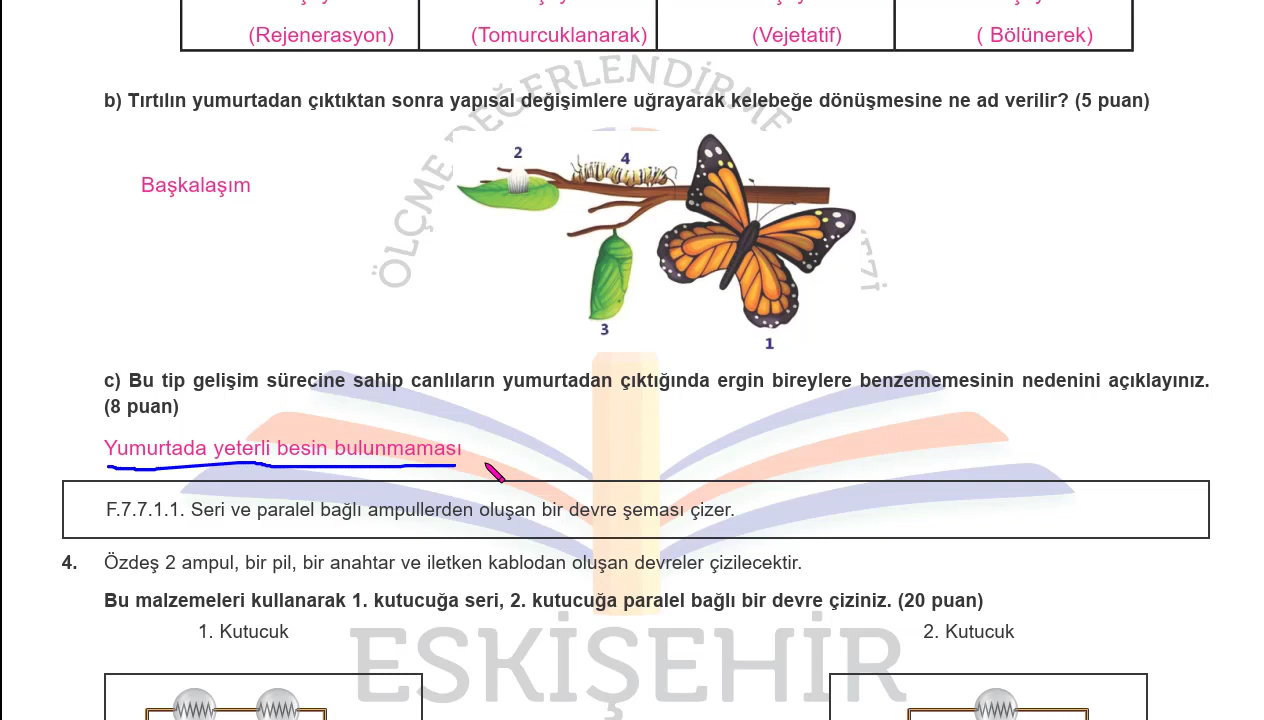 (Rejenerasyon) (Tomurcuklanarak) (Vejetatif) ( Bölünerek)
b) Tırtılın yumurtadan çıktıktan sonra yapısal değişimlere uğrayarak kelebeğe dönüşmesine ne ad verilir? (5 puan)
ÖLÇME DEĞERLENDİRME
2
4
Başkalaşım
3
1
c) Bu tip gelişim sürecine sahip canlıların yumurtadan çıktığında ergin bireylere benzememesinin nedenini açıklayınız.
(8 puan)
Yumurtada yeterli besin bulunmaması
F.7.7.1.1. Seri ve paralel bağlı ampullerden oluşan bir devre şeması çizer.
4. Özdeş 2 ampul, bir pil, bir anahtar ve iletken kablodan oluşan devreler çizilecektir.
Bu malzemeleri kullanarak 1. kutucuğa seri, 2. kutucuğa paralel bağlı bir devre çiziniz. (20 puan)
1. Kutucuk 2. Kutucuk
ESKİŞEHİR